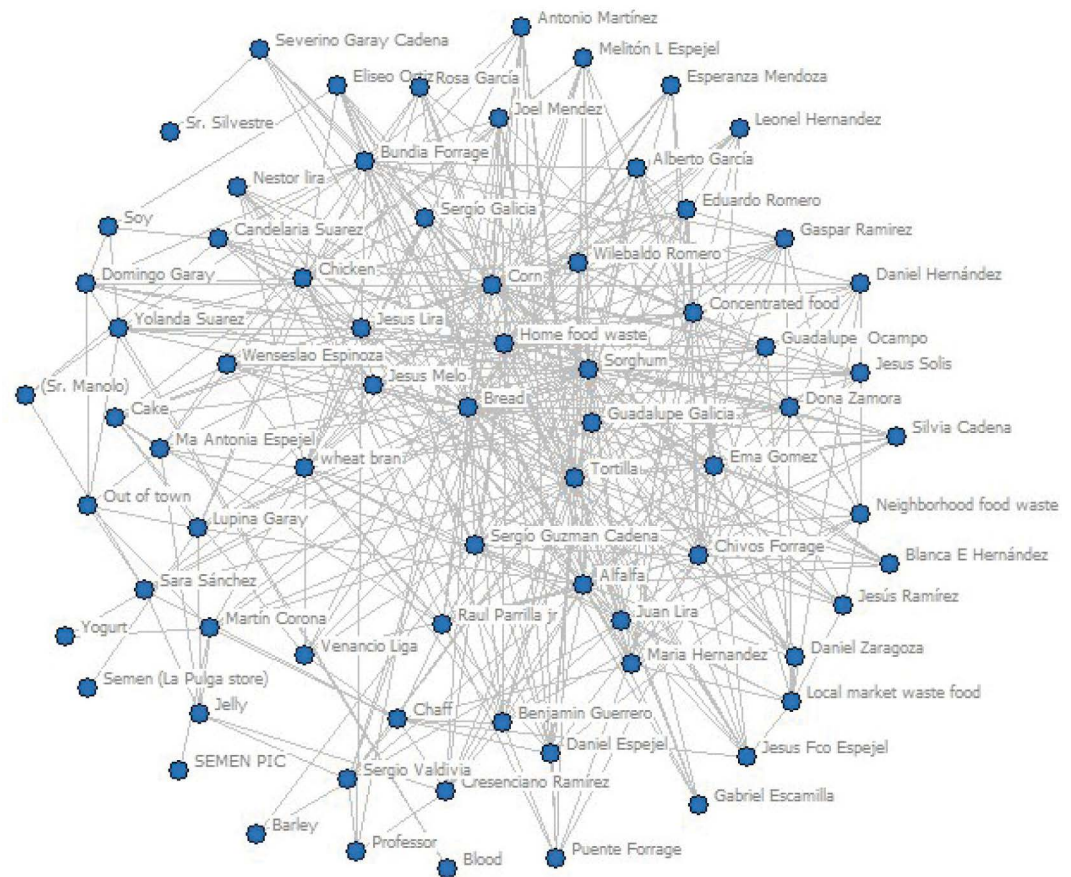 Antonio Martínez
Severino Garay Cadena
Melitón L Espejel
Eliseo Ortiz
Rosa García
Esperanza Mendoza
Joel Mendez
Leonel Hernandez
Sr. Silvestre
Bundia Forrage
Alberto García
Nestor lira
Eduardo Romero
Sergio Galicia
Soy
Candelaria Suarez
Gaspar Ramirez
Wilebaldo Romero
Domingo Garay
Chicken
Corn
Daniel Hernández
Concentrated food
Yolanda Suarez
Jesus Lira
Home food waste
Guadalupe Ocampo
Wenseslao Espinoza
Sorghum
Jesus Solis
(Sr. Manolo)
Jesus Melo
Cake
Bread
Dona Zamora
Guadalupe Galicia
Silvia Cadena
Ma Antonia Espejel
wheat bran
Ema Gomez
Tortilla
Out of town
Lupina Garay
Neighborhood food waste
Sergio Guzman Cadena
Chivos Forrage
Blanca E Hernández
Sara Sánchez
Alfalfa
Jesús Ramírez
Martín Corona
Raul Parrilla jr
Juan Lira
Yogurt
Venancio Liga
Maria Hernandez
Daniel Zaragoza
Semen (La Pulga store)
Local market waste food
Jelly
Chaff
Benjamin Guerrero
Daniel Espejel
Jesus Fco Espejel
SEMEN PIC
Sergio Valdivia
Cresenciano Ramírez
Gabriel Escamilla
Barley
Professor
Blood
Puente Forrage